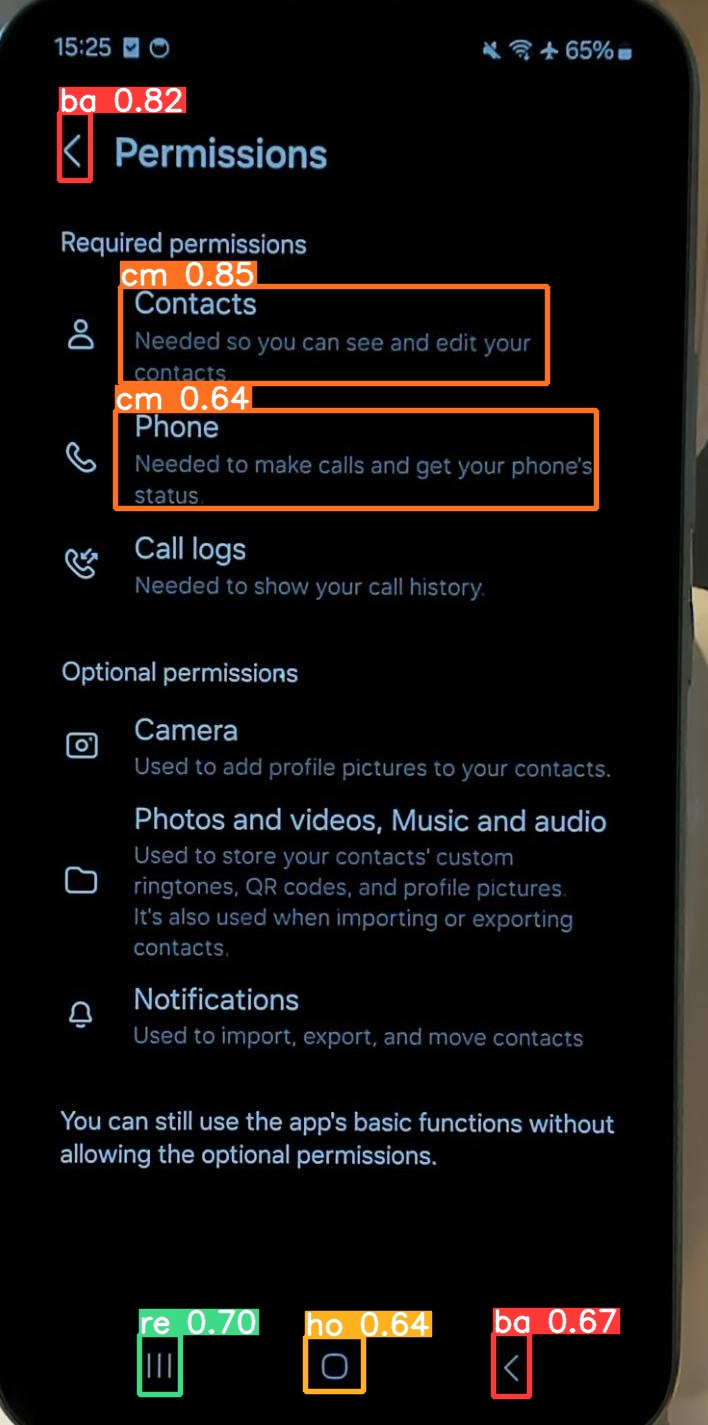 15:25 65%
ba 0.82
Permissions
Required permissions
cm 0.85
Contacts
Needed so you can see and edit your
contacts.
cm 0.64
Phone
Needed to make calls and get your phone's
status.
Call logs
Needed to show your call history.
Optional permissions
Camera
Used to add profile pictures to your contacts.
Photos and videos, Music and audio
Used to store your contacts' custom
ringtones, QR codes, and profile pictures.
It's also used when importing or exporting
contacts.
Notifications
Used to import, export, and move contacts
You can still use the app's basic functions without
allowing the optional permissions.
re 0.70 ho 0.64 ba 0.67